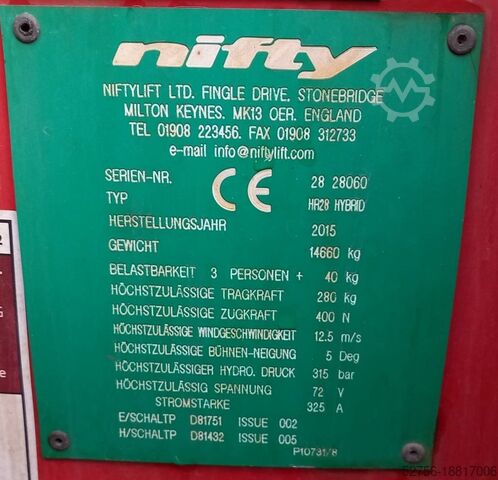 nifty
NIFTYLIFT LTD. FINGLE DRIVE. STONEBRIDGE
MILTON KEYNES. MK13 OER. ENGLAND
TEL 01908 223456. FAX 01908 312733
e-mail info@niftylift.com
SERIEN-NR. 28 28060
TYP CE HR28 HYBRID
HERSTELLUNGSJAHR 2015
GEWICHT 14660 kg
BELASTBARKEIT 3 PERSONEN + 40 kg
HÖCHSTZULÄSSIGE TRAGKRAFT 280 kg
HÖCHSTZULÄSSIGE ZUGKRAFT 400 N
HÖCHSTZULÄSSIGE WINDGESCHWINDIGKEIT 12.5 m/s
HÖCHSTZULÄSSIGE BÜHNEN-NEIGUNG 5 Deg
HÖCHSTZULÄSSIGER HYDRO. DRUCK 315 bar
HÖCHSTZULÄSSIG SPANNUNG 72 V
STROMSTARKE 325 A
E/SCHALTP D81751 ISSUE 002
H/SCHALTP D81432 ISSUE 005
P10731/8
52756-18817006